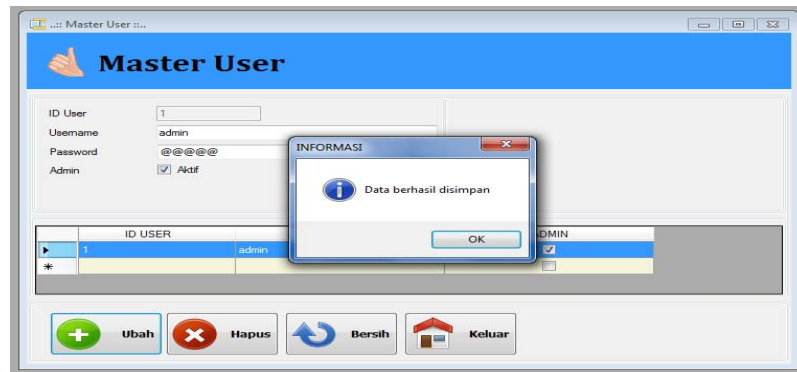 ..:: Master User ::..
Master User
ID User 1
Username admin
Password @@@@@
Admin Aktif
INFORMASI
Data berhasil disimpan
OK
ID USER
1 admin
Ubah Hapus Bersih Keluar